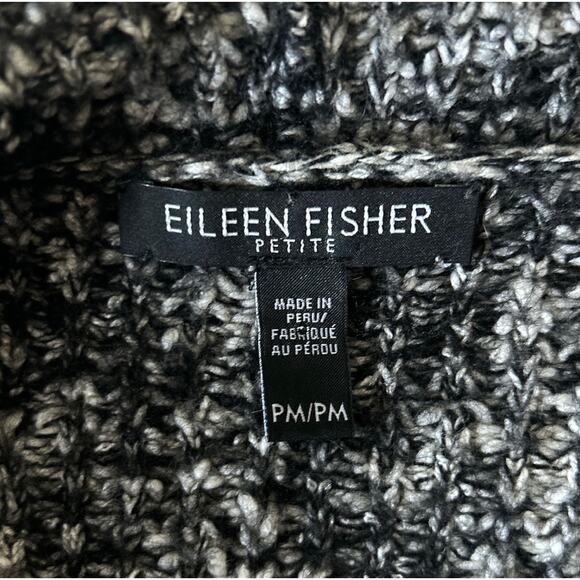 EILEEN FISHER
PETITE
MADE IN
PERU/
FABRIQUÉ
AU PÉROU
PM/PM